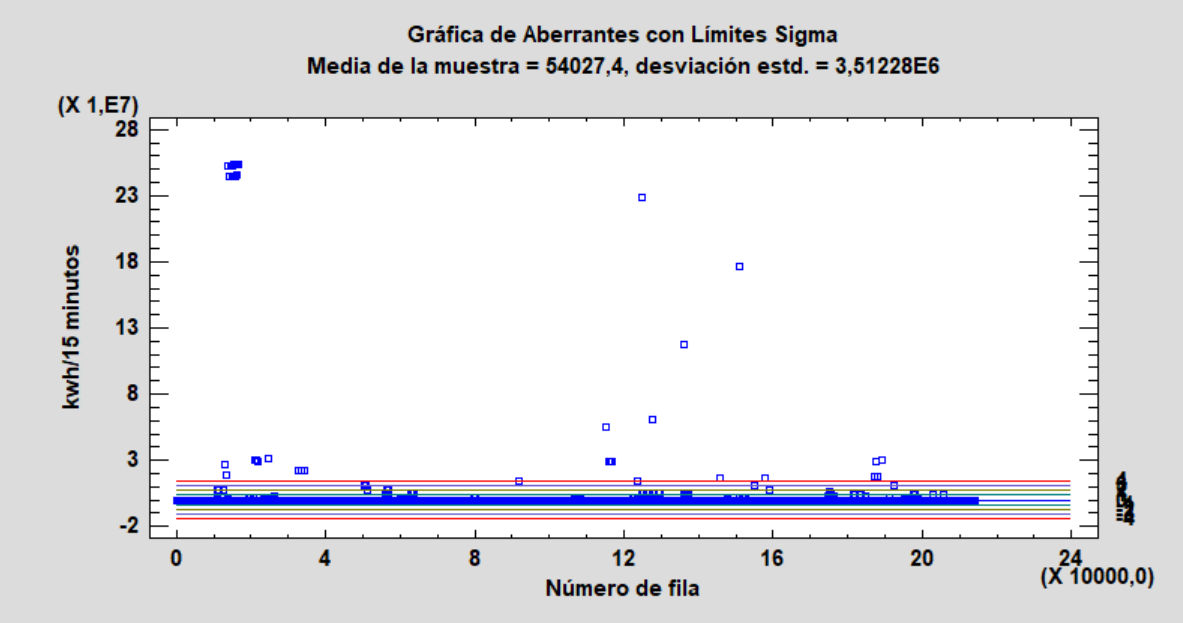 Gráfica de Aberrantes con Límites Sigma
Media de la muestra = 54027,4, desviación estd. = 3,51228E6
(X 1,E7)
28
23
18
13
8
3
-2
kwh/15 minutos
4
-4
0 4 8 12 16 20 24
(X 10000,0)
Número de fila